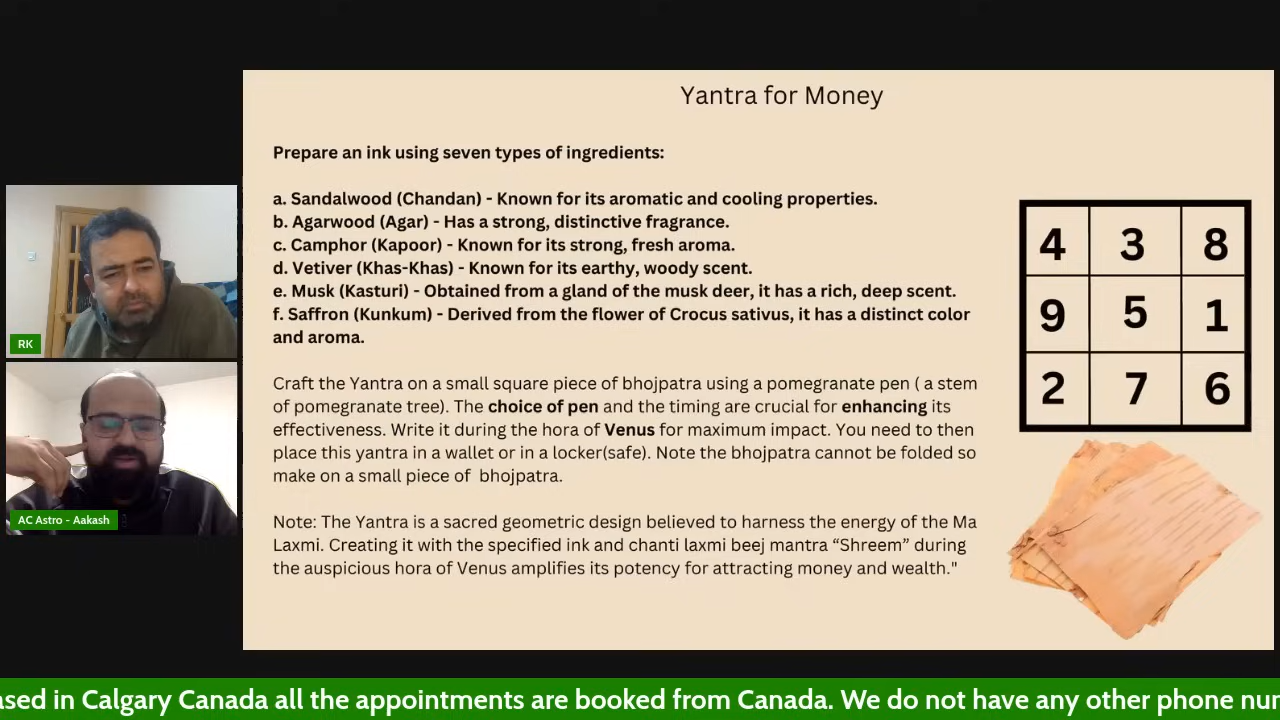 Yantra for Money
Prepare an ink using seven types of ingredients:
a. Sandalwood (Chandan) - Known for its aromatic and cooling properties.
b. Agarwood (Agar) - Has a strong, distinctive fragrance.
c. Camphor (Kapoor) - Known for its strong, fresh aroma.
d. Vetiver (Khas-Khas) - Known for its earthy, woody scent.
e. Musk (Kasturi) - Obtained from a gland of the musk deer, it has a rich, deep scent.
f. Saffron (Kunkum) - Derived from the flower of Crocus sativus, it has a distinct color
and aroma.
Craft the Yantra on a small square piece of bhojpatra using a pomegranate pen ( a stem
of pomegranate tree). The choice of pen and the timing are crucial for enhancing its
effectiveness. Write it during the hora of Venus for maximum impact. You need to then
place this yantra in a wallet or in a locker(safe). Note the bhojpatra cannot be folded so
make on a small piece of bhojpatra.
Note: The Yantra is a sacred geometric design believed to harness the energy of the Ma
Laxmi. Creating it with the specified ink and chanti laxmi beej mantra “Shreem” during
the auspicious hora of Venus amplifies its potency for attracting money and wealth."
4 3 8
9 5 1
2 7 6
RK
AC Astro - Aakash
in Calgary Canada all the appointments are booked from Canada. We do not have any other phone